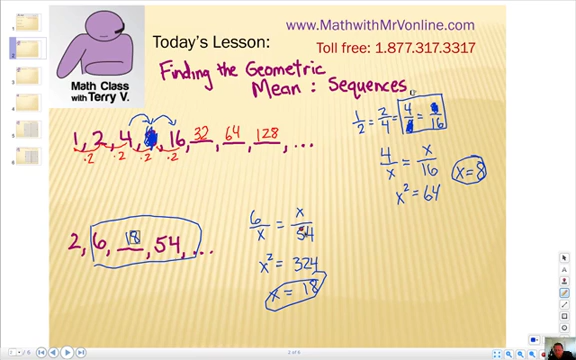 www.MathwithMrVonline.com
Today's Lesson:
Toll free: 1.877.317.3317
Math Class
with Terry V.
Finding the Geometric
Mean : Sequences
1, 2, 4, 8, 16, 32, 64, 128, ...
·2 ·2 ·2 ·2
1/2 = 2/4 = 4/8 = 8/16
4/x = x/16
x² = 64
x = 8
2, 6, 18, 54, ...
6/x = x/54
x² = 324
x = 18
2 of 6